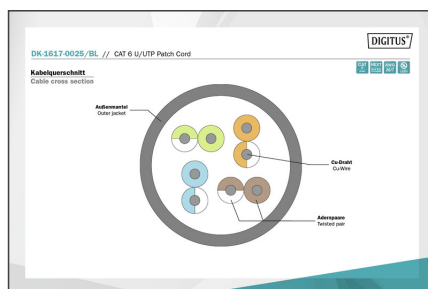 DIGITUS®
DK-1617-0025/BL // CAT 6 U/UTP Patch Cord
Kabelquerschnitt
Cable cross section
Außenmantel
Outer jacket
Cu-Draht
Cu-Wire
Adernpaare
Twisted pair